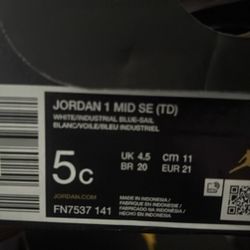 JORDAN 1 MID SE (TD)
WHITE/INDUSTRIAL BLUE-SAIL
BLANC/VOILE/BLEU INDUSTRIEL
5c
UK 4.5 cm 11
BR 20 EUR 21
JORDAN.COM
FN7537 141
MADE IN INDONESIA
FABRIQUÉ EN INDONÉSIE
HECHO EN INDONESIA